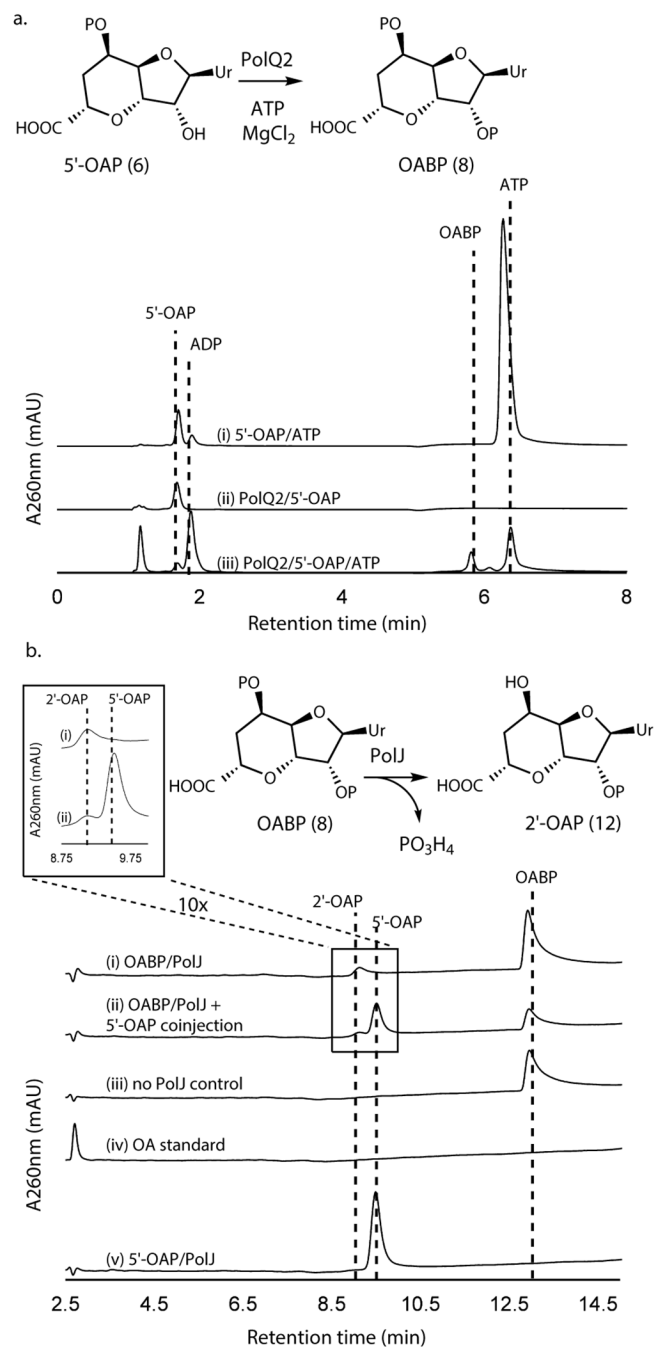 a.
PO
O
Ur
HOOC
O
OH
5'-OAP (6)
PolQ2
ATP
MgCl2
PO
O
Ur
HOOC
O
OP
OABP (8)
ATP
OABP
5'-OAP
ADP
(i) 5'-OAP/ATP
(ii) PolQ2/5'-OAP
(iii) PolQ2/5'-OAP/ATP
A260nm (mAU)
0 2 4 6 8
Retention time (min)
b.
2'-OAP 5'-OAP
(i)
(ii)
A260nm (mAU)
8.75 9.75
PO
O
Ur
HOOC
O
OP
OABP (8)
PolJ
PO3H4
HO
O
Ur
HOOC
O
OP
2'-OAP (12)
10x
2'-OAP
5'-OAP
OABP
(i) OABP/PolJ
(ii) OABP/PolJ +
5'-OAP coinjection
(iii) no PolJ control
(iv) OA standard
(v) 5'-OAP/PolJ
A260nm (mAU)
2.5 4.5 6.5 8.5 10.5 12.5 14.5
Retention time (min)